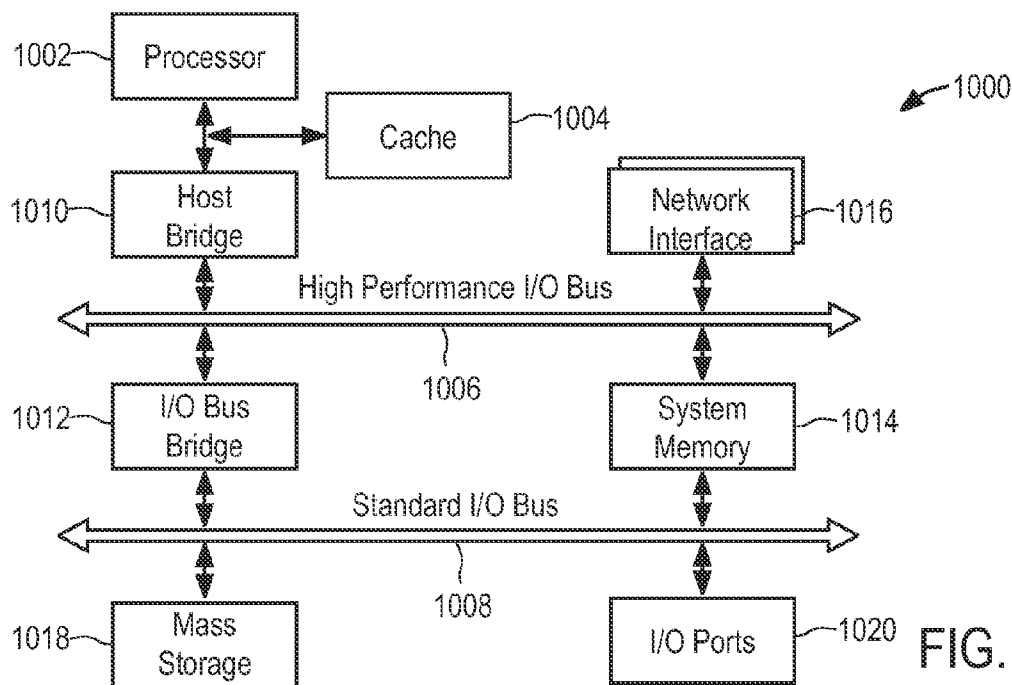 1002
Processor
1000
Cache
1004
1010
Host
Bridge
Network
Interface
1016
High Performance I/O Bus
1006
1012
I/O Bus
Bridge
System
Memory
1014
Standard I/O Bus
1008
1018
Mass
Storage
I/O Ports
1020
FIG.